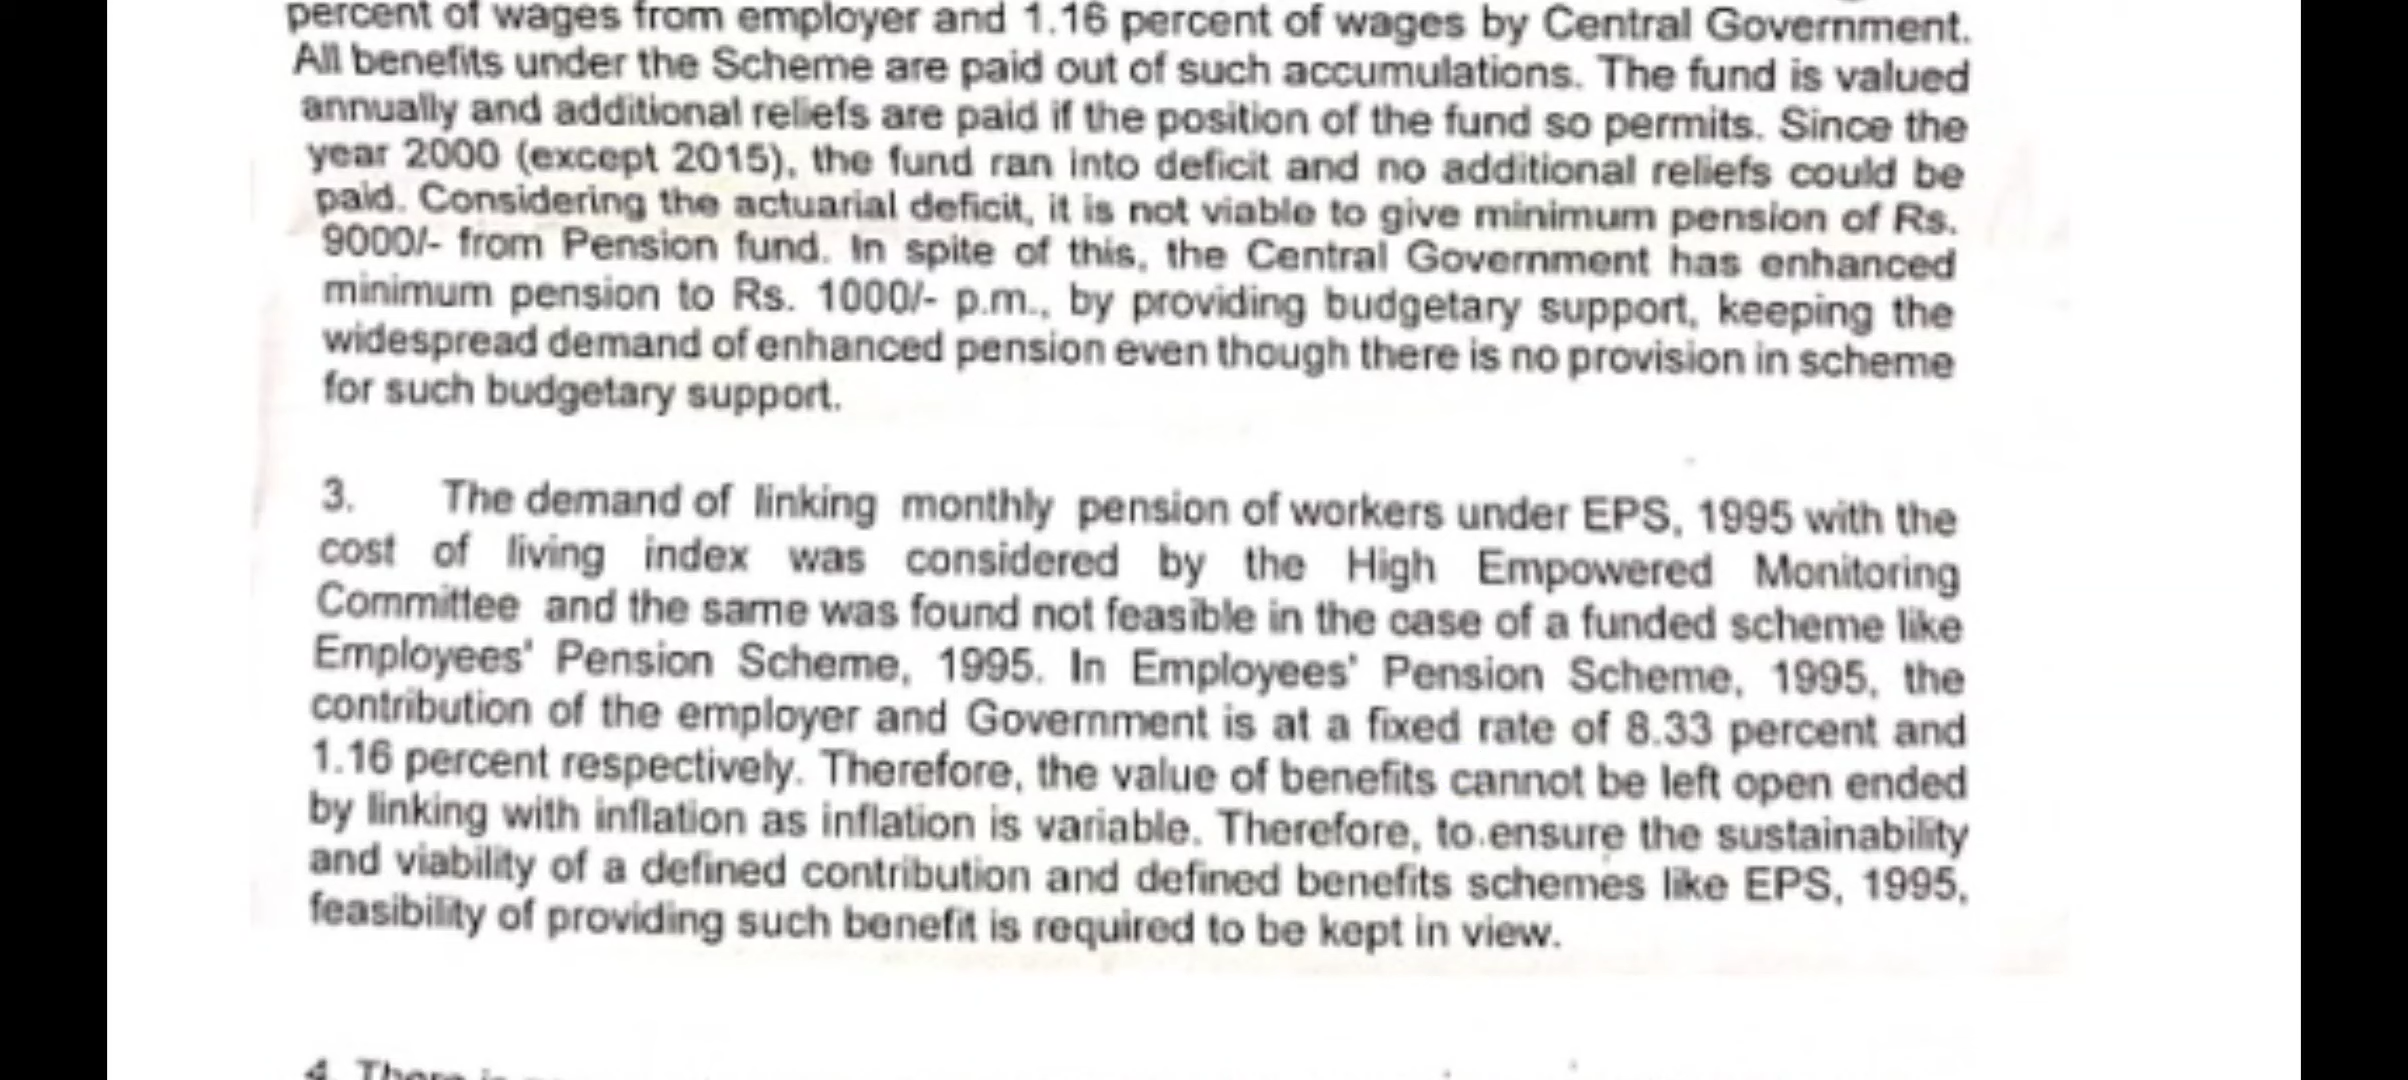 percent of wages from employer and 1.16 percent of wages by Central Government.
All benefits under the Scheme are paid out of such accumulations. The fund is valued
annually and additional reliefs are paid if the position of the fund so permits. Since the
year 2000 (except 2015), the fund ran into deficit and no additional reliefs could be
paid. Considering the actuarial deficit, it is not viable to give minimum pension of Rs.
9000/- from Pension fund. In spite of this, the Central Government has enhanced
minimum pension to Rs. 1000/- p.m., by providing budgetary support, keeping the
widespread demand of enhanced pension even though there is no provision in scheme
for such budgetary support.
3. The demand of linking monthly pension of workers under EPS, 1995 with the
cost of living index was considered by the High Empowered Monitoring
Committee and the same was found not feasible in the case of a funded scheme like
Employees' Pension Scheme, 1995. In Employees' Pension Scheme, 1995, the
contribution of the employer and Government is at a fixed rate of 8.33 percent and
1.16 percent respectively. Therefore, the value of benefits cannot be left open ended
by linking with inflation as inflation is variable. Therefore, to ensure the sustainability
and viability of a defined contribution and defined benefits schemes like EPS, 1995,
feasibility of providing such benefit is required to be kept in view.
4. There is